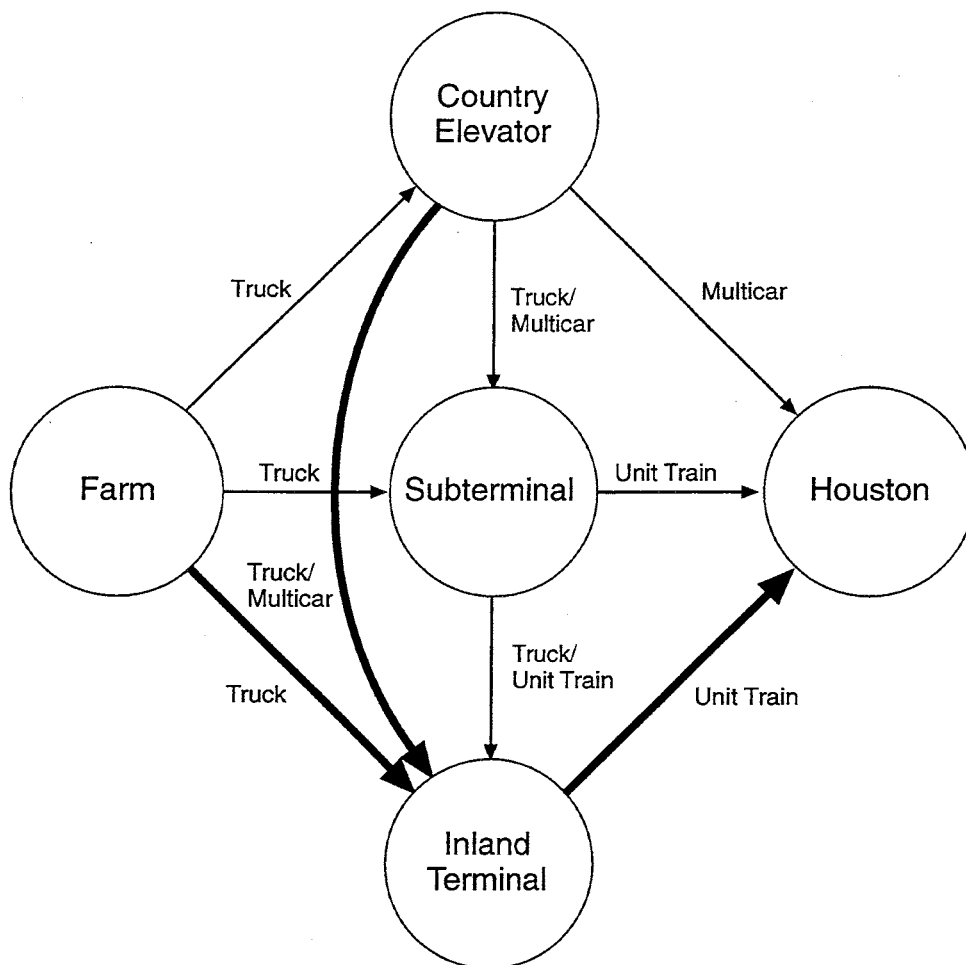 Country
Elevator
Truck
Truck/
Multicar
Multicar
Farm
Truck
Subterminal
Unit Train
Houston
Truck/
Multicar
Truck
Truck/
Unit Train
Unit Train
Inland
Terminal